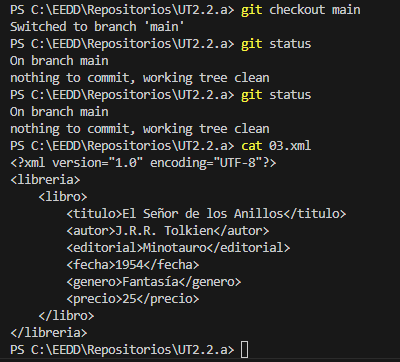 PS C:\EEDD\Repositorios\UT2.2.a> git checkout main
Switched to branch 'main'
PS C:\EEDD\Repositorios\UT2.2.a> git status
On branch main
nothing to commit, working tree clean
PS C:\EEDD\Repositorios\UT2.2.a> git status
On branch main
nothing to commit, working tree clean
PS C:\EEDD\Repositorios\UT2.2.a> cat 03.xml
<?xml version="1.0" encoding="UTF-8"?>
<libreria>
    <libro>
        <titulo>El Señor de los Anillos</titulo>
        <autor>J.R.R. Tolkien</autor>
        <editorial>Minotauro</editorial>
        <fecha>1954</fecha>
        <genero>Fantasía</genero>
        <precio>25</precio>
    </libro>
</libreria>
PS C:\EEDD\Repositorios\UT2.2.a>